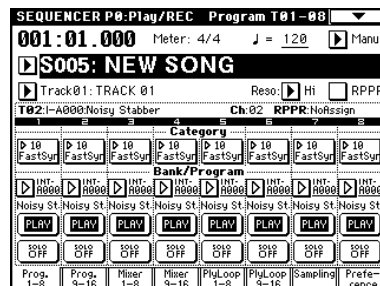 SEQUENCER P0:Play/REC Program T01-08
001:01.000 Meter: 4/4 ♩ = 120 Manu
S005: NEW SONG
Track01: TRACK 01 Reso: Hi RPPR
T02:I-A000:Noisy Stabber Ch:02 RPPR:NoAssign
1 2 3 4 5 6 7 8
Category
10 10 10 10 10 10 10 10
FastSyn FastSyn FastSyn FastSyn FastSyn FastSyn FastSyn FastSyn
Bank/Program
INT- INT- INT- INT- INT- INT- INT- INT-
A000 A000 A000 A000 A000 A000 A000 A000
Noisy St. Noisy St. Noisy St. Noisy St. Noisy St. Noisy St. Noisy St. Noisy St.
PLAY PLAY PLAY PLAY PLAY PLAY PLAY PLAY
SOLO SOLO SOLO SOLO SOLO SOLO SOLO SOLO
OFF OFF OFF OFF OFF OFF OFF OFF
Prog. Prog. Mixer Mixer PlyLoop PlyLoop Sampling Prefe-
1-8 9-16 1-8 9-16 1-8 9-16 rence